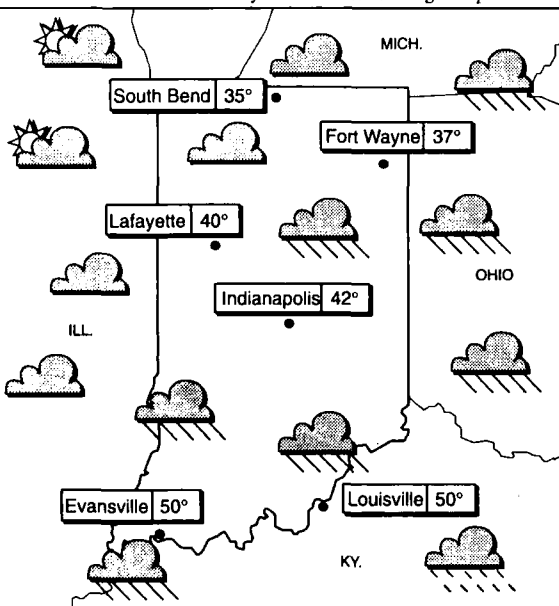 MICH.
South Bend 35°
Fort Wayne 37°
Lafayette 40°
OHIO
Indianapolis 42°
ILL.
Evansville 50°
Louisville 50°
KY.